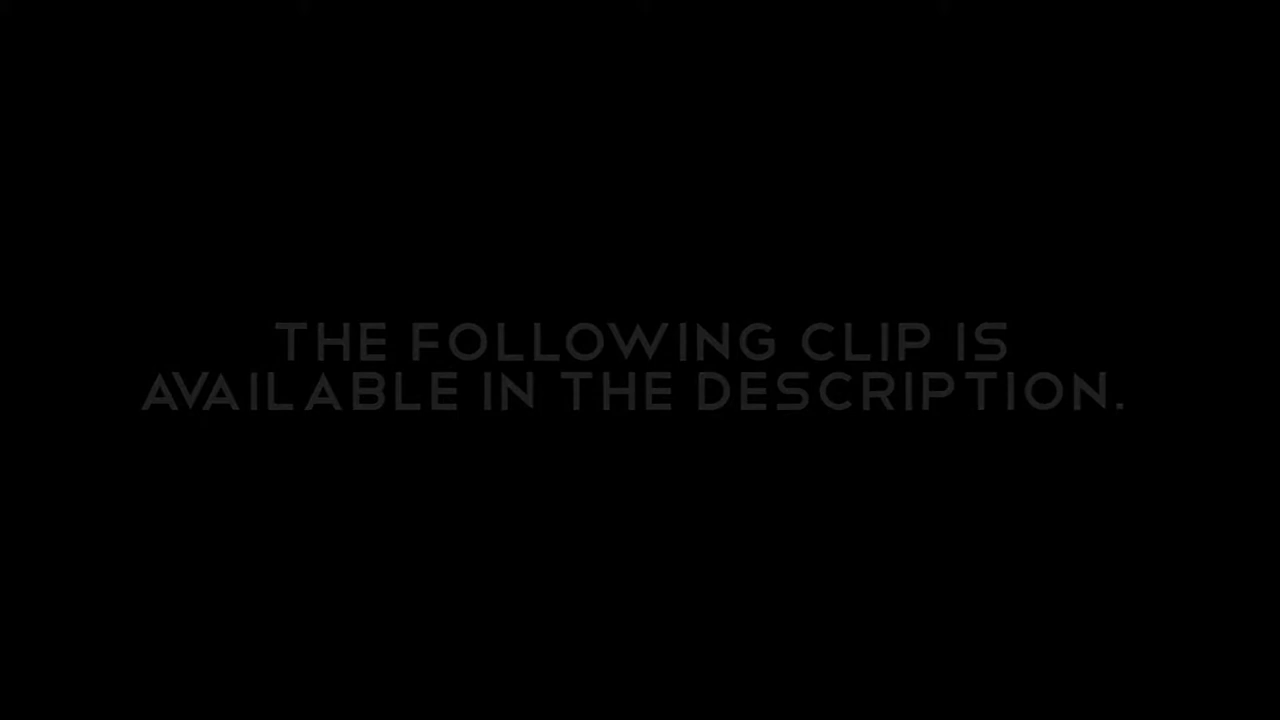 THE FOLLOWING CLIP IS
AVAILABLE IN THE DESCRIPTION.